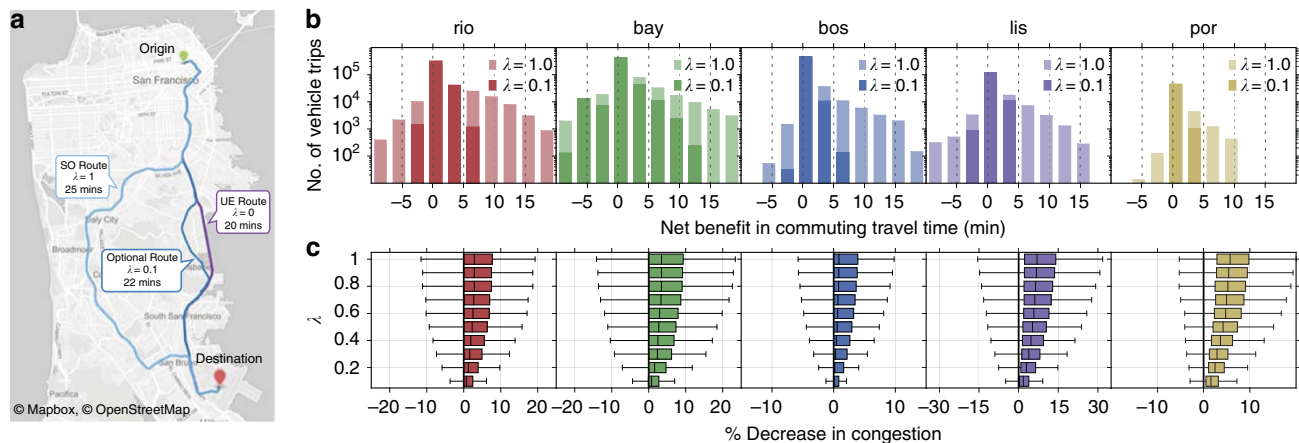 a
Origin
San Francisco
SILVER AVE
SO Route
λ = 1
25 mins
UE Route
λ = 0
20 mins
Daly City
Broadmoor
Optional Route
λ = 0.1
22 mins
South San Francisco
San Bruno
Destination
Pacifica
© Mapbox, © OpenStreetMap
b
rio bay bos lis por
No. of vehicle trips
10⁵
10⁴
10³
10²
λ = 1.0
λ = 0.1
λ = 1.0
λ = 0.1
λ = 1.0
λ = 0.1
λ = 1.0
λ = 0.1
λ = 1.0
λ = 0.1
−5 0 5 10 15 −5 0 5 10 15 −5 0 5 10 15 −5 0 5 10 15 −5 0 5 10 15
Net benefit in commuting travel time (min)
c
λ
1
0.8
0.6
0.4
0.2
−20 −10 0 10 20 −20 −10 0 10 20 −10 0 10 −30 −15 0 15 30 −10 0 10 20
% Decrease in congestion